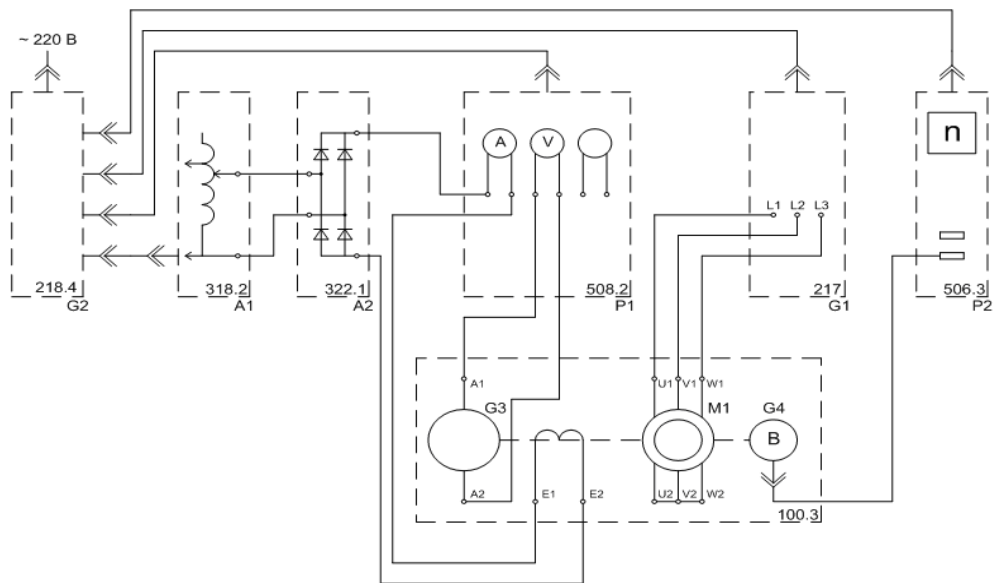 ~ 220 В
A
V
n
L1 L2 L3
218.4
G2
318.2
A1
322.1
A2
508.2
P1
217
G1
506.3
P2
A1
U1 V1 W1
G3
M1
G4
В
A2
E1
E2
U2 V2 W2
100.3